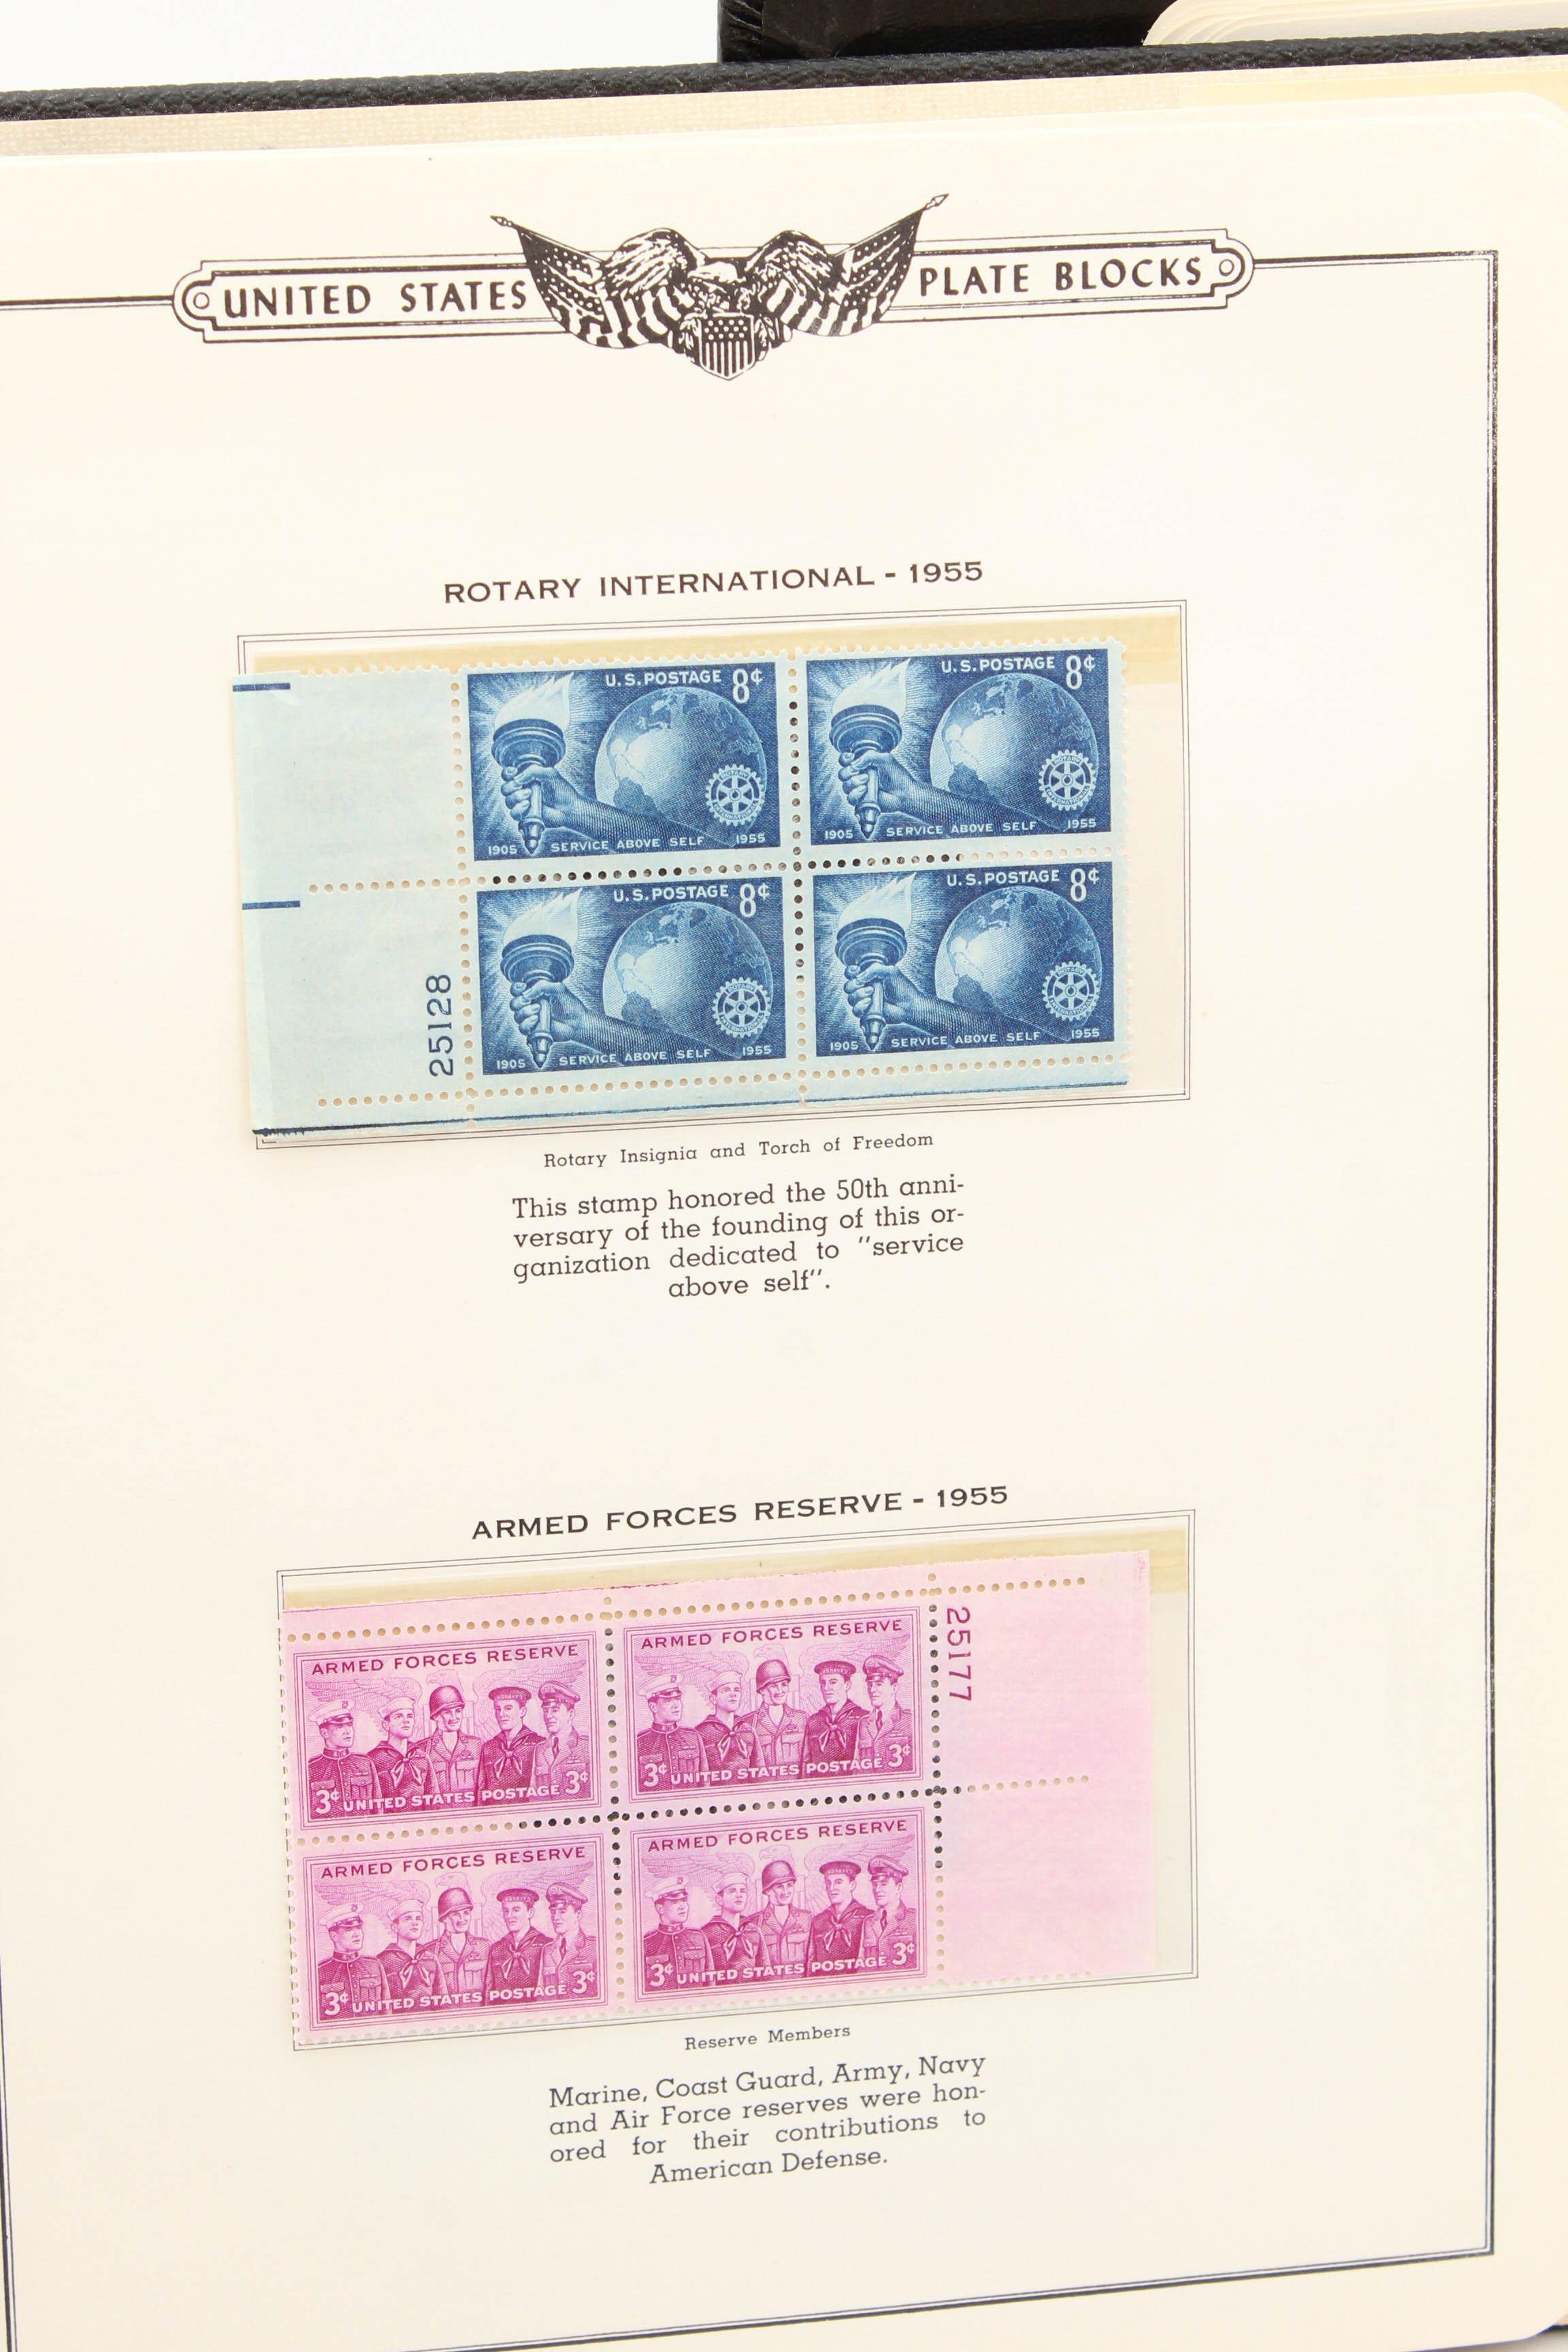 UNITED STATES PLATE BLOCKS
ROTARY INTERNATIONAL - 1955
U.S. POSTAGE 8¢
1905 SERVICE ABOVE SELF 1955
U.S. POSTAGE 8¢
1905 SERVICE ABOVE SELF 1955
U.S. POSTAGE 8¢
1905 SERVICE ABOVE SELF 1955
U.S. POSTAGE 8¢
1905 SERVICE ABOVE SELF 1955
25128
Rotary Insignia and Torch of Freedom
This stamp honored the 50th anni-
versary of the founding of this or-
ganization dedicated to "service
above self".
ARMED FORCES RESERVE - 1955
ARMED FORCES RESERVE
3¢ UNITED STATES POSTAGE 3¢
ARMED FORCES RESERVE
3¢ UNITED STATES POSTAGE 3¢
25177
ARMED FORCES RESERVE
3¢ UNITED STATES POSTAGE 3¢
ARMED FORCES RESERVE
3¢ UNITED STATES POSTAGE 3¢
Reserve Members
Marine, Coast Guard, Army, Navy
and Air Force reserves were hon-
ored for their contributions to
American Defense.